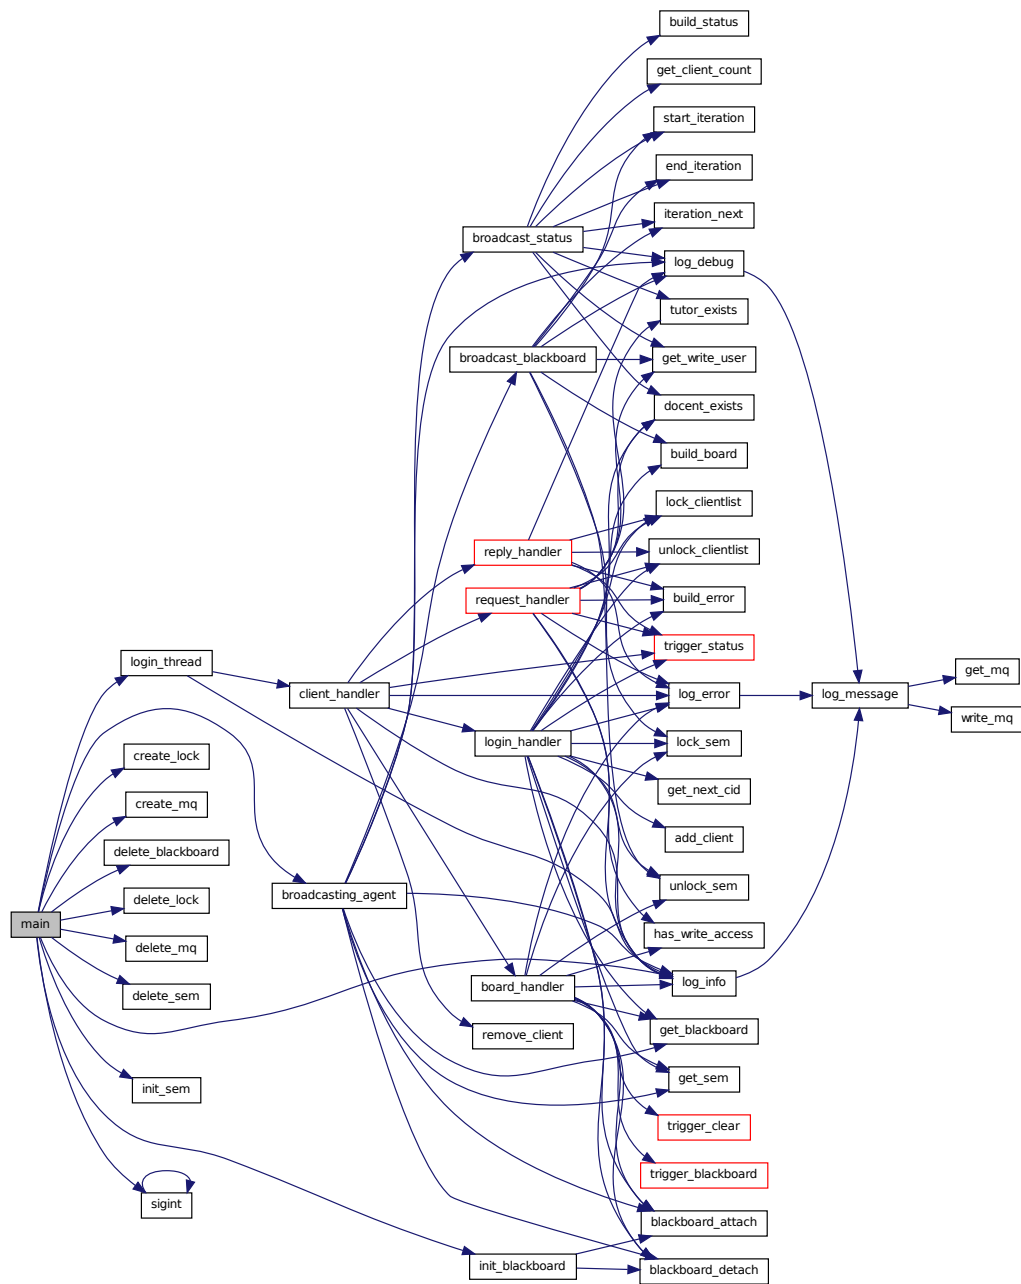 build_status
get_client_count
start_iteration
end_iteration
iteration_next
broadcast_status
log_debug
tutor_exists
broadcast_blackboard
get_write_user
docent_exists
build_board
lock_clientlist
reply_handler
unlock_clientlist
request_handler
build_error
trigger_status
login_thread
get_mq
client_handler
log_error
log_message
write_mq
login_handler
lock_sem
create_lock
get_next_cid
create_mq
add_client
delete_blackboard
unlock_sem
broadcasting_agent
delete_lock
main
has_write_access
delete_mq
log_info
board_handler
delete_sem
remove_client
get_blackboard
get_sem
init_sem
trigger_clear
trigger_blackboard
sigint
blackboard_attach
init_blackboard
blackboard_detach